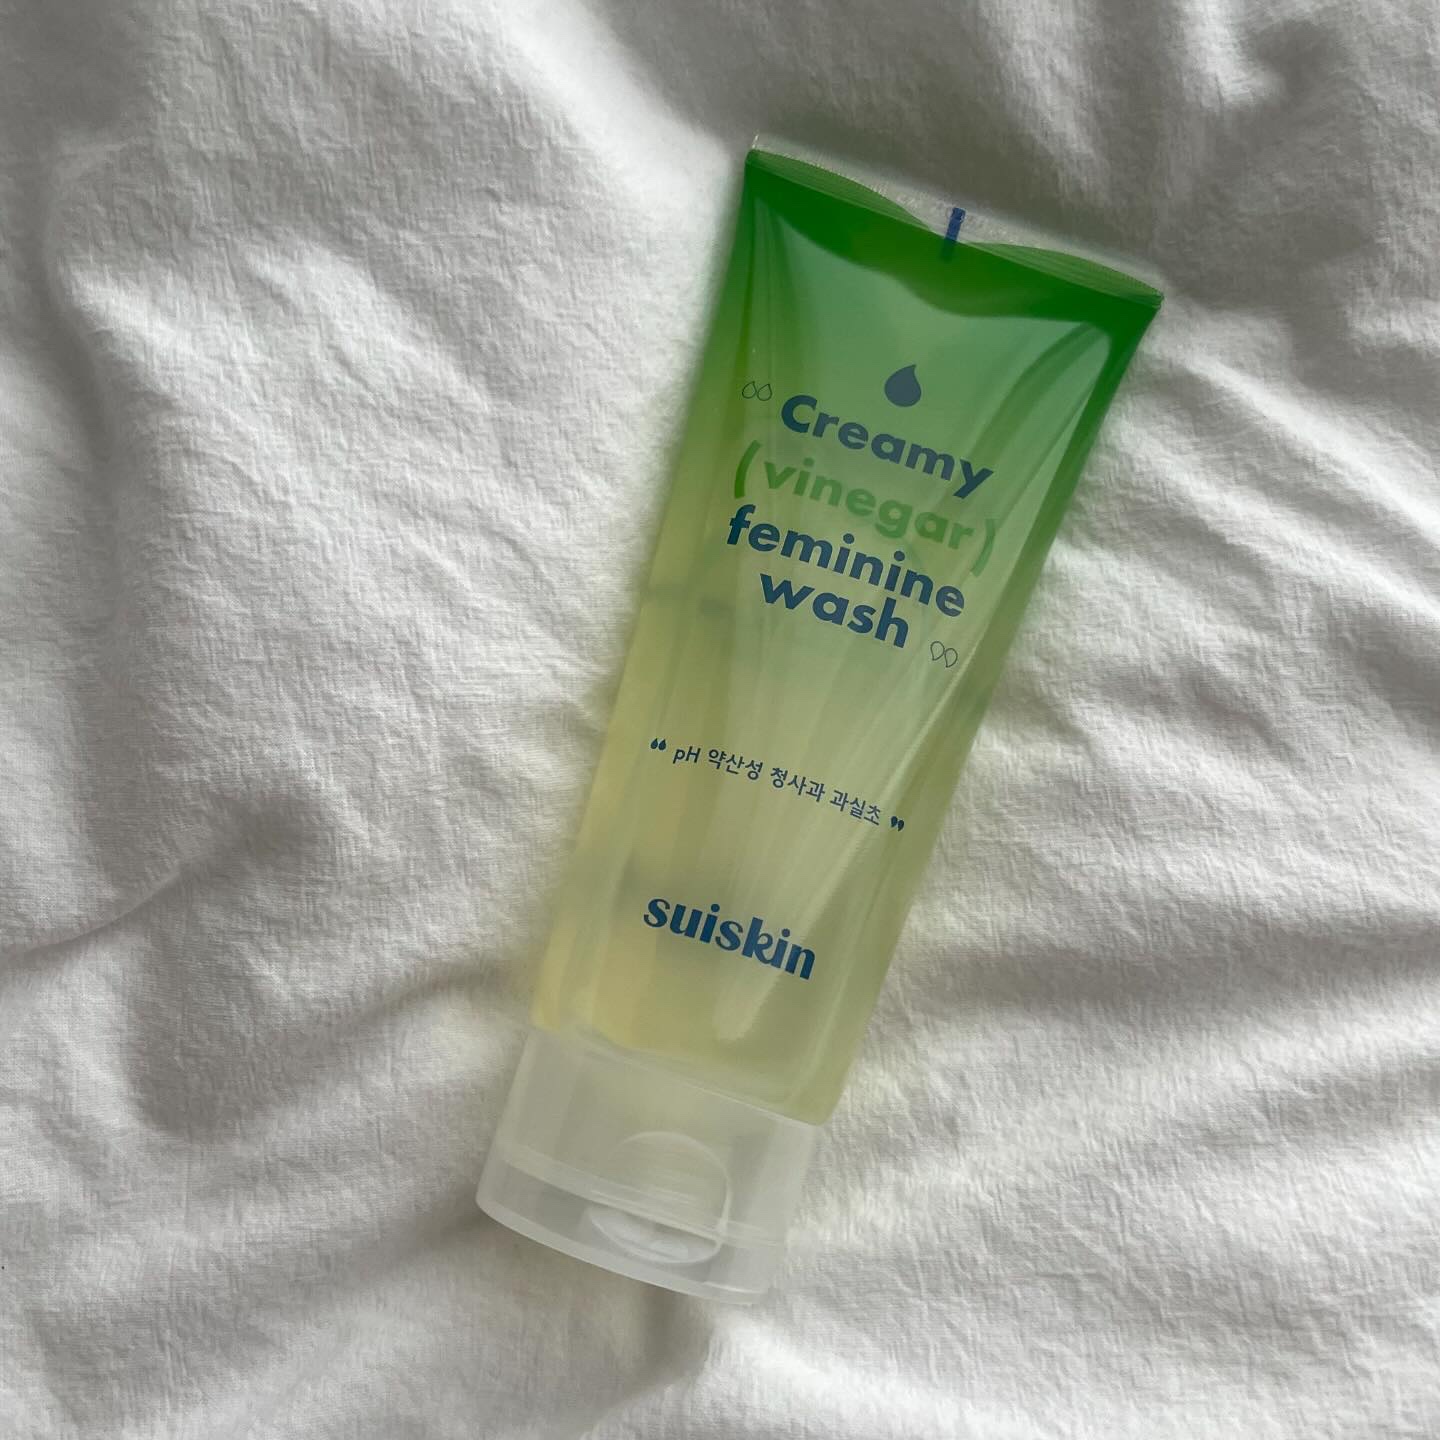 Creamy
(vinegar)
feminine
wash
“ pH 약산성 청사과 과실초 ”
suiskin